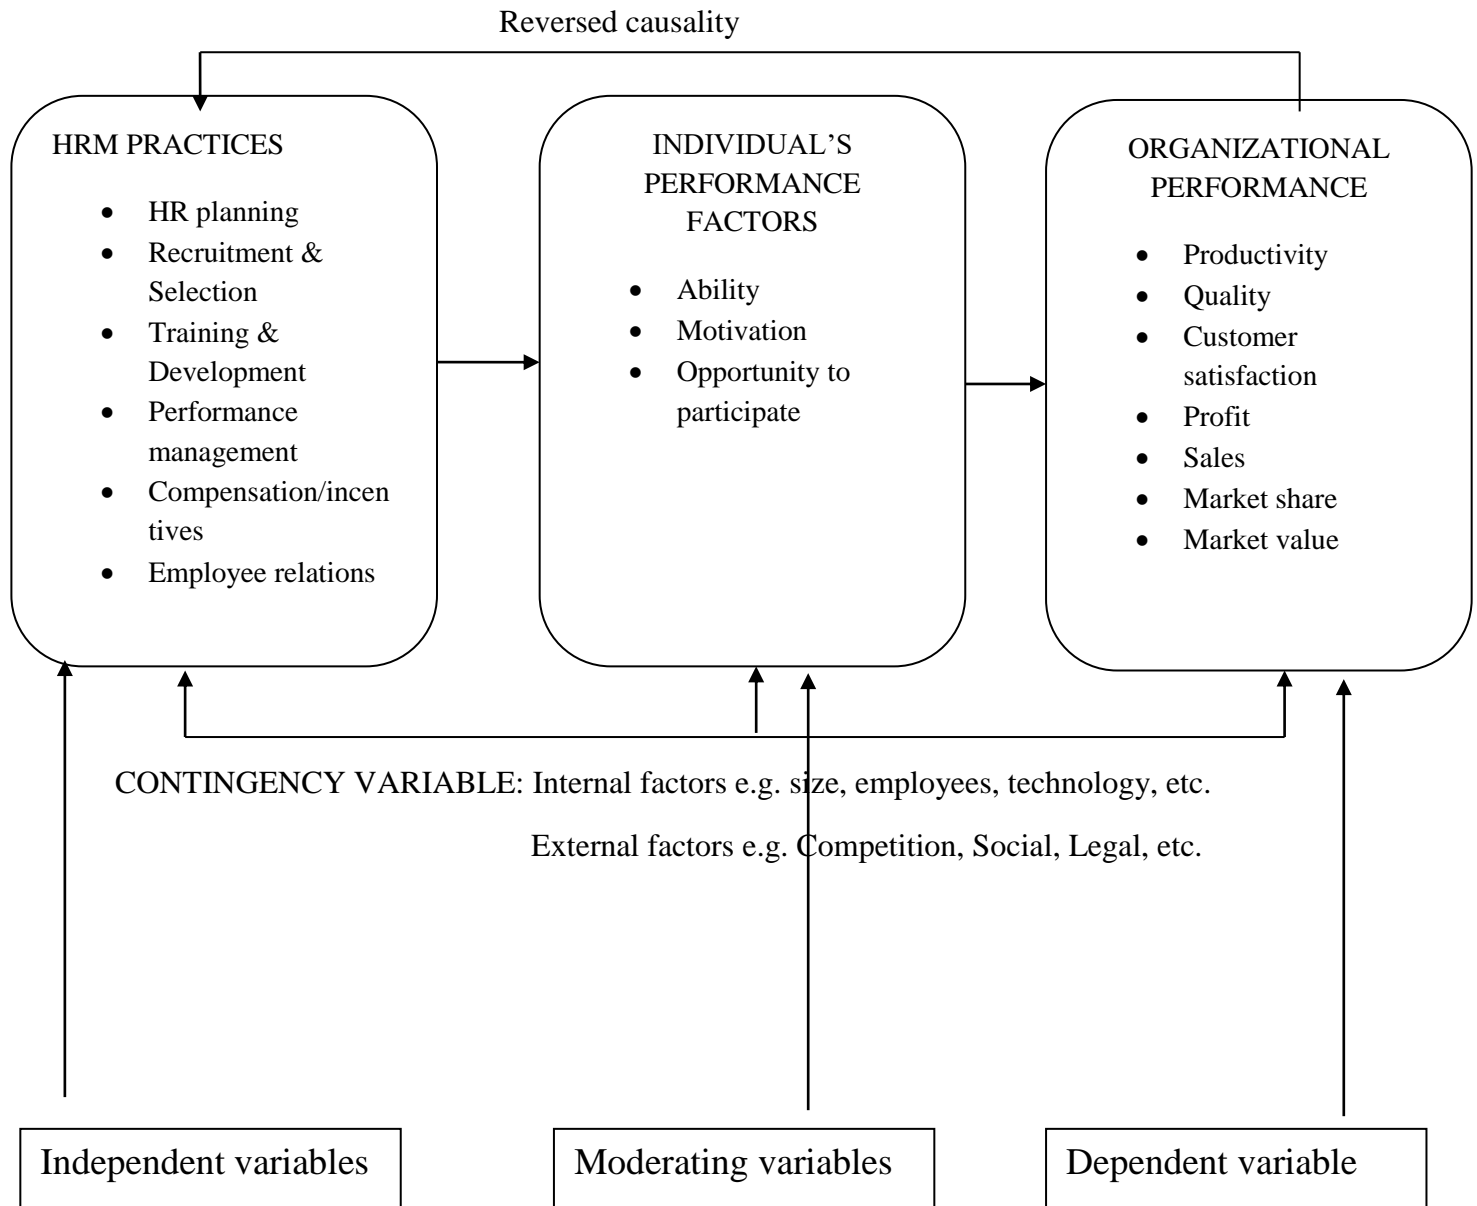 Reversed causality
HRM PRACTICES
• HR planning
• Recruitment &
Selection
• Training &
Development
• Performance
management
• Compensation/incen
tives
• Employee relations
INDIVIDUAL’S
PERFORMANCE
FACTORS
• Ability
• Motivation
• Opportunity to
participate
ORGANIZATIONAL
PERFORMANCE
• Productivity
• Quality
• Customer
satisfaction
• Profit
• Sales
• Market share
• Market value
CONTINGENCY VARIABLE: Internal factors e.g. size, employees, technology, etc.
External factors e.g. Competition, Social, Legal, etc.
Independent variables
Moderating variables
Dependent variable